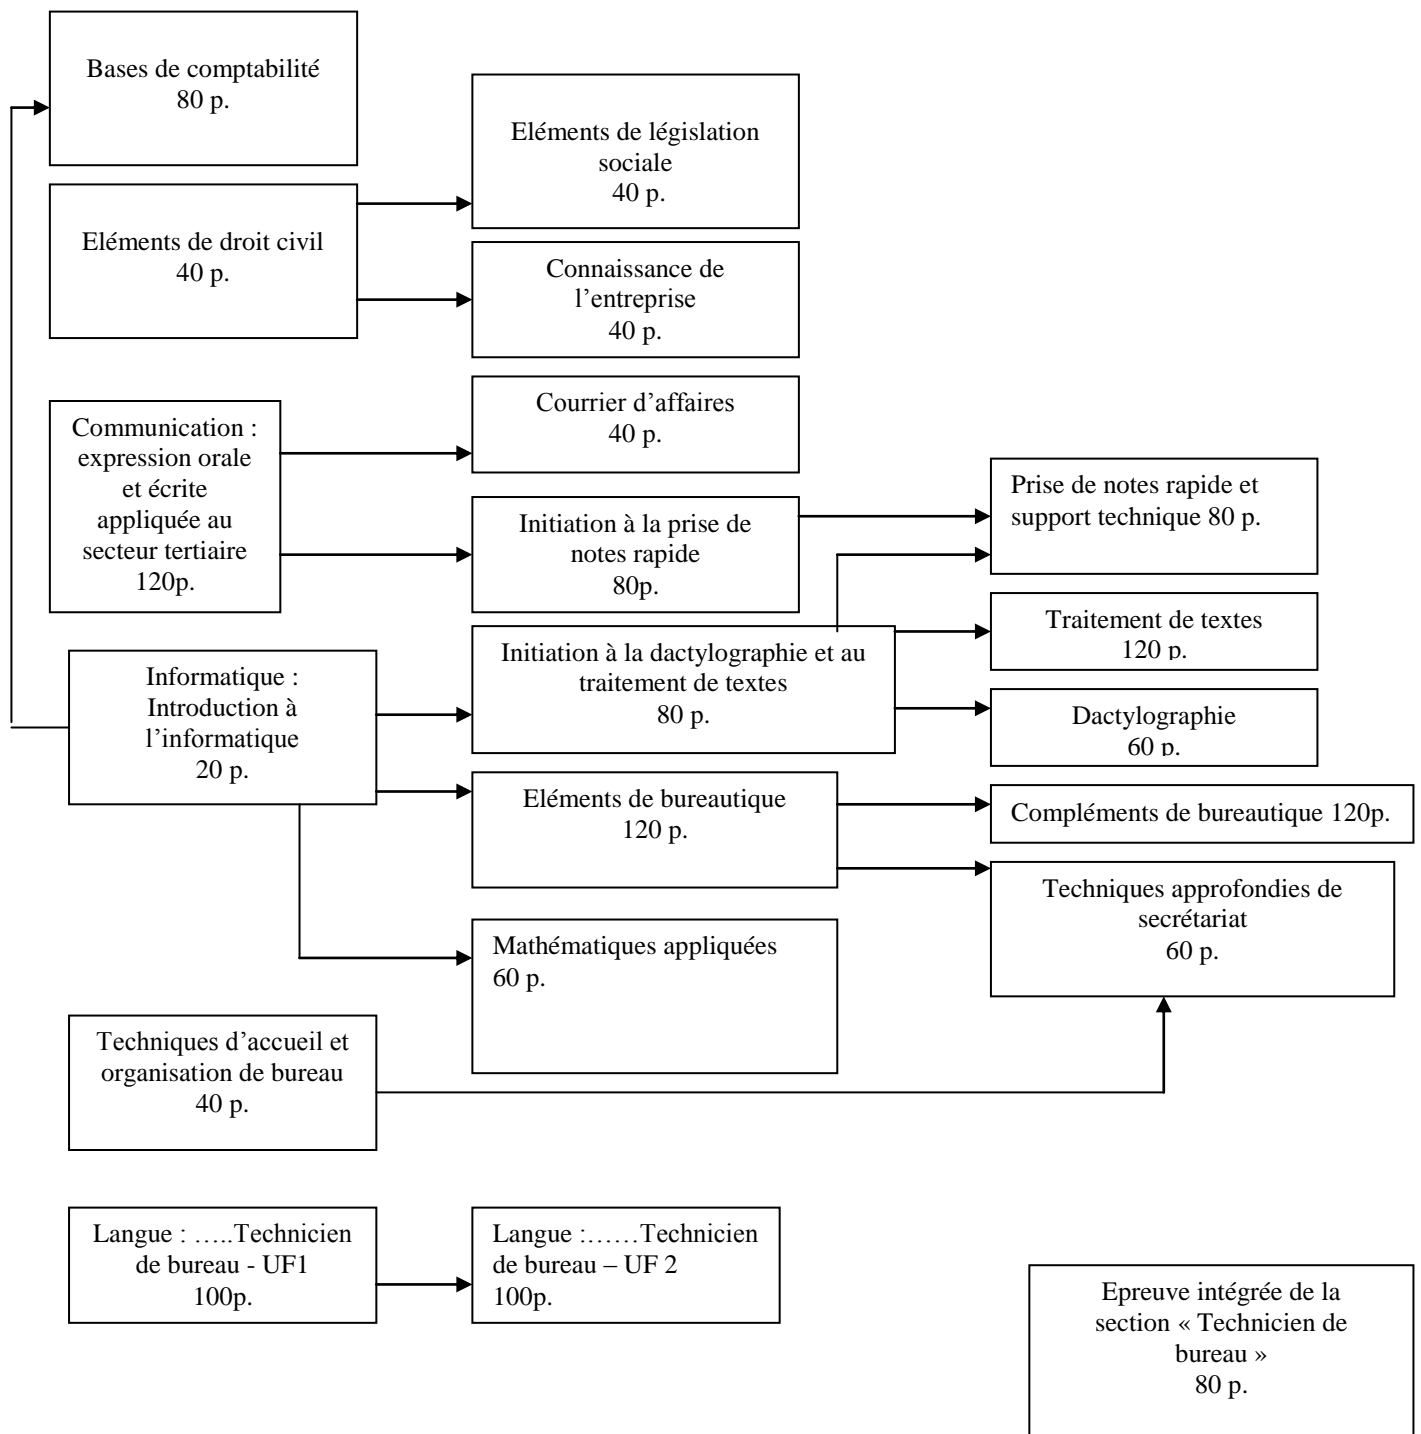 Bases de comptabilité
80 p.
Eléments de législation
sociale
40 p.
Eléments de droit civil
40 p.
Connaissance de
l’entreprise
40 p.
Courrier d’affaires
40 p.
Communication :
expression orale
et écrite
appliquée au
secteur tertiaire
120p.
Initiation à la prise de
notes rapide
80p.
Prise de notes rapide et
support technique 80 p.
Traitement de textes
120 p.
Initiation à la dactylographie et au
traitement de textes
80 p.
Informatique :
Introduction à
l’informatique
20 p.
Dactylographie
60 p.
Eléments de bureautique
120 p.
Compléments de bureautique 120p.
Techniques approfondies de
secrétariat
60 p.
Mathématiques appliquées
60 p.
Techniques d’accueil et
organisation de bureau
40 p.
Langue : …..Technicien
de bureau - UF1
100p.
Langue :……Technicien
de bureau – UF 2
100p.
Epreuve intégrée de la
section « Technicien de
bureau »
80 p.